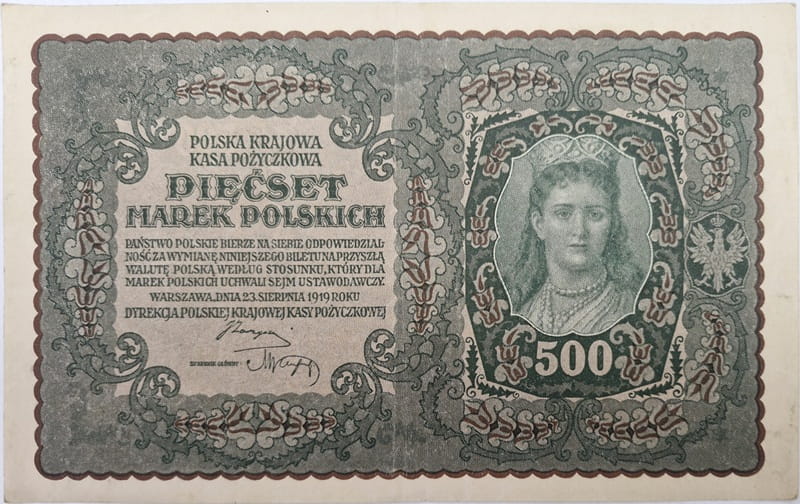 POLSKA KRAJOWA
KASA POŻYCZKOWA
PIĘĆSET
MAREK POLSKICH
PAŃSTWO POLSKIE BIERZE NA SIEBIE ODPOWIEDZIAL
NOŚĆ ZA WYMIANĘ NINIEJSZEGO BILETU NA PRZYSZŁĄ
WALUTĘ POLSKĄ WEDŁUG STOSUNKU, KTÓRY DLA
MAREK POLSKICH UCHWALI SEJM USTAWODAWCZY.
WARSZAWA, DNIA 23. SIERPNIA 1919 ROKU
DYREKCJA POLSKIEJ KRAJOWEJ KASY POŻYCZKOWEJ
SKARBNIK GŁÓWNY
500